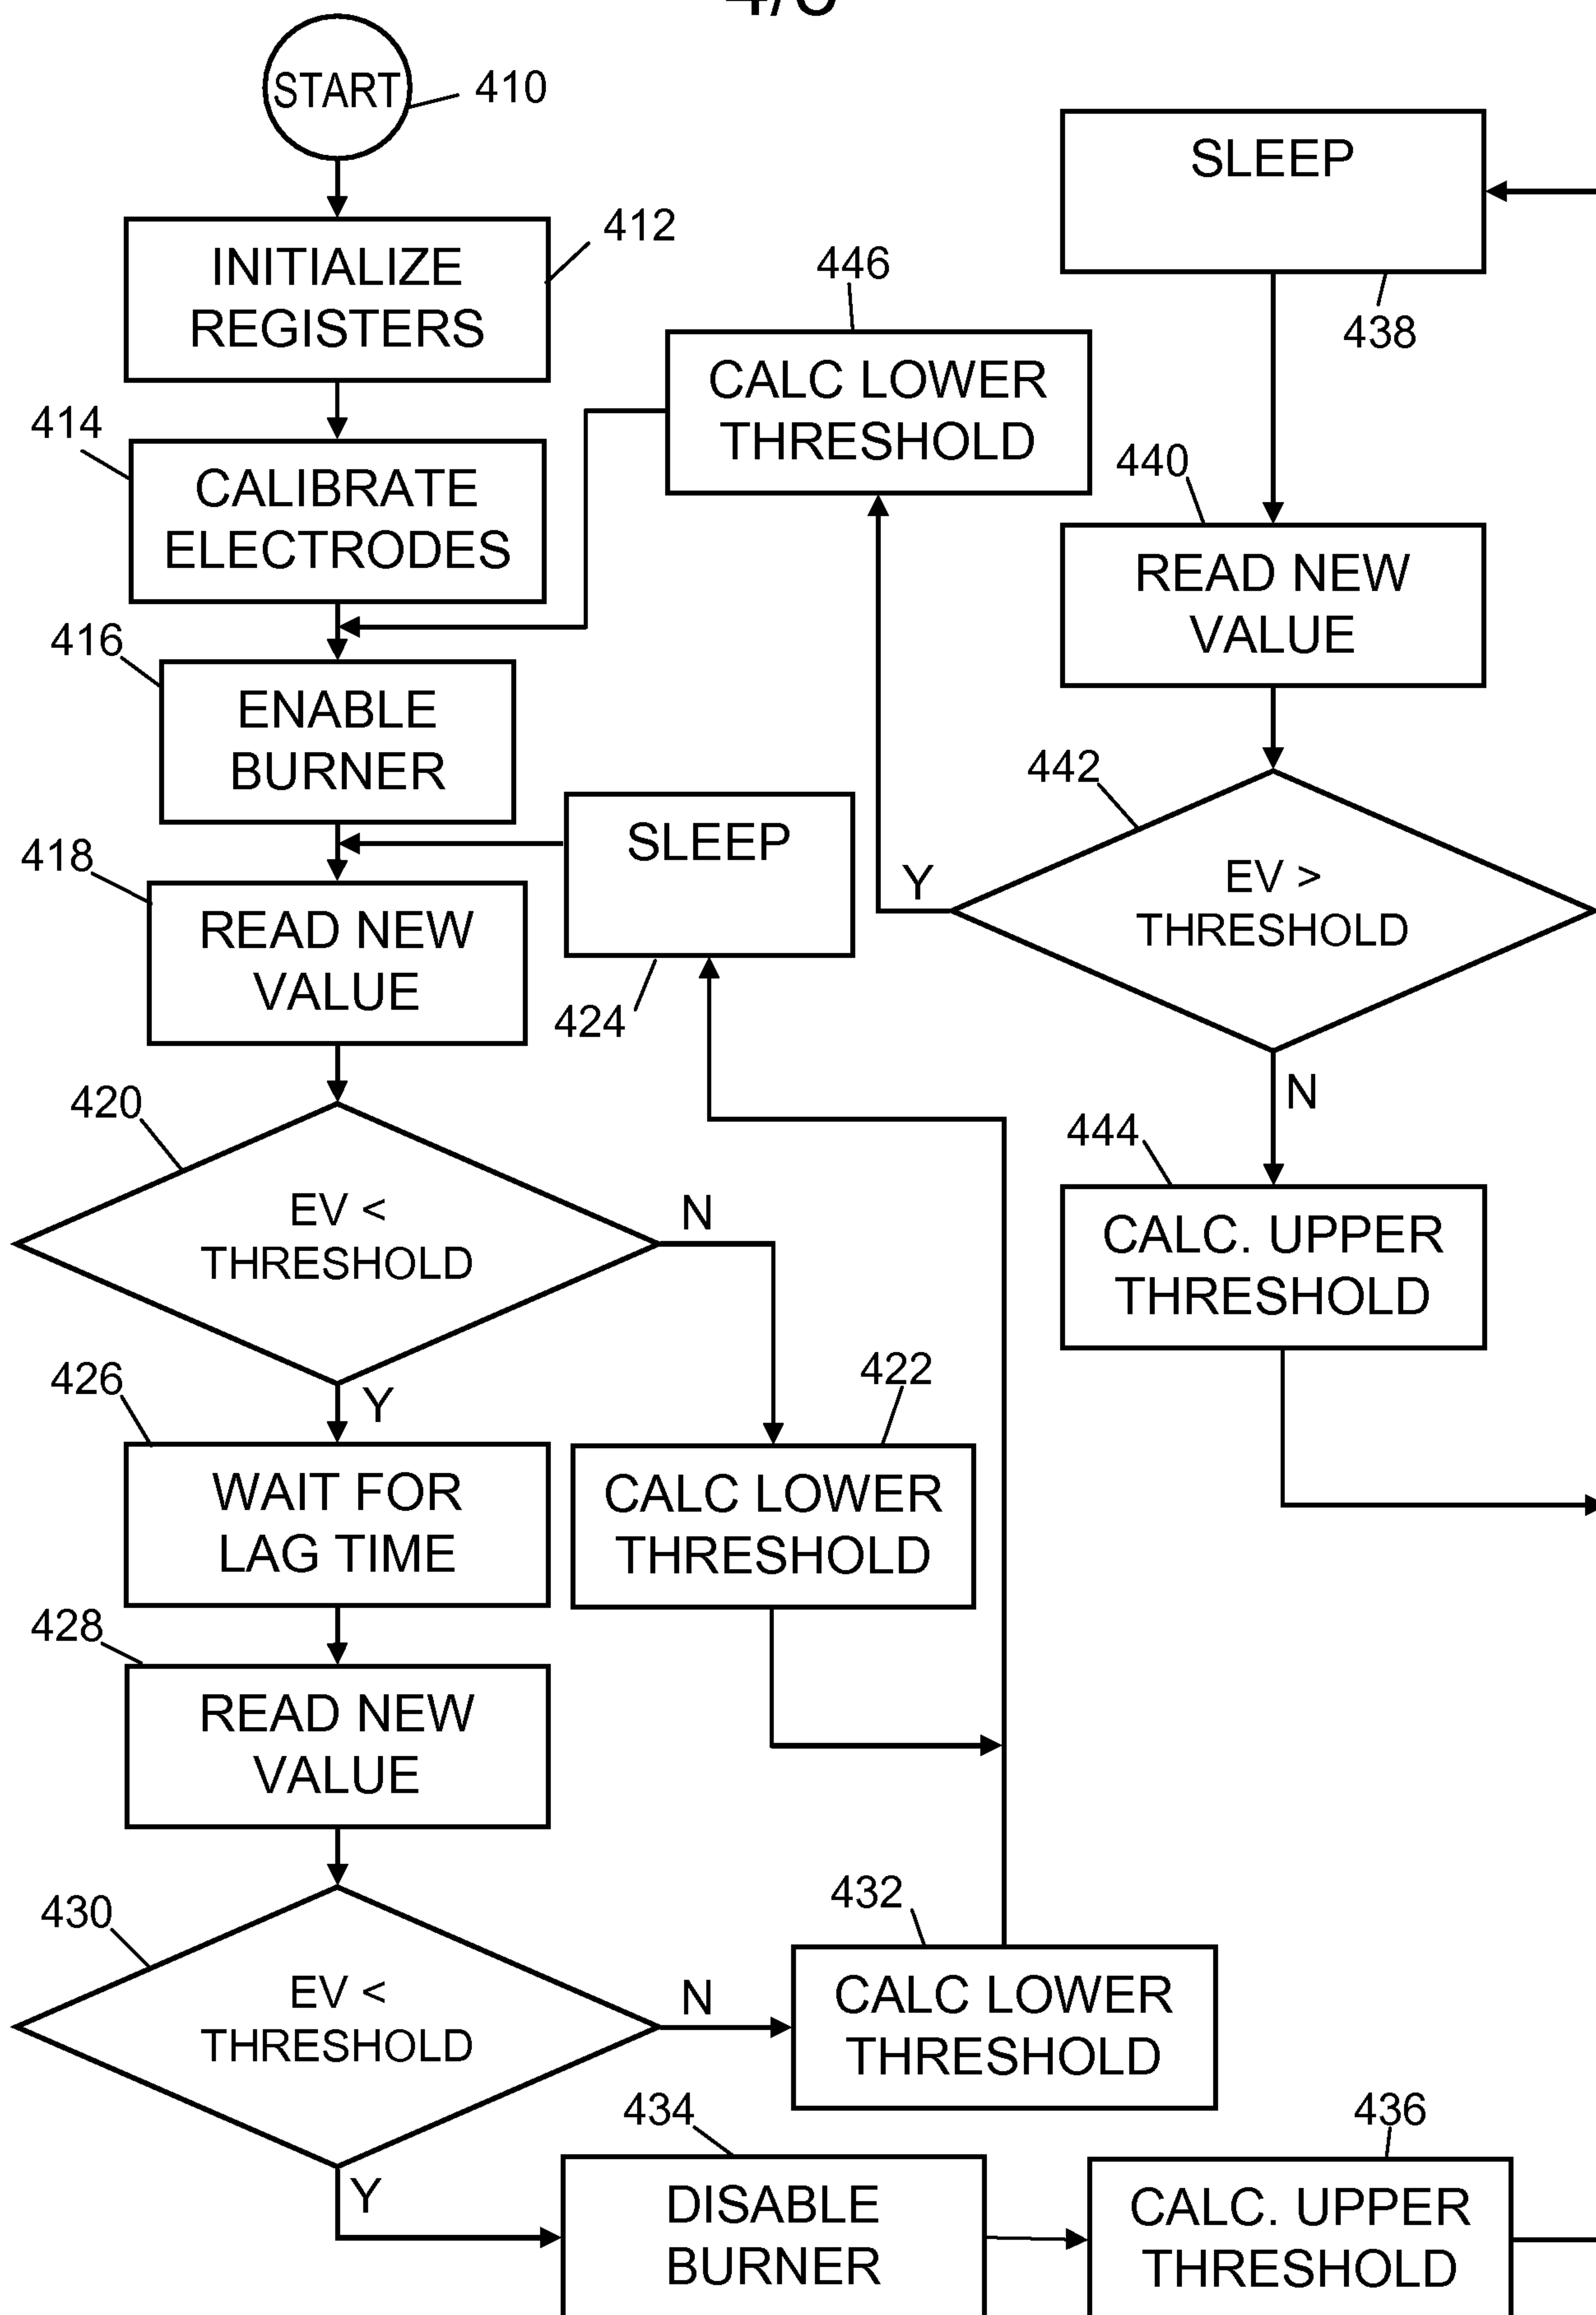 START
410
INITIALIZE
REGISTERS
412
414
CALIBRATE
ELECTRODES
416
ENABLE
BURNER
418
READ NEW
VALUE
SLEEP
424
420
EV <
THRESHOLD
N
Y
422
CALC LOWER
THRESHOLD
426
WAIT FOR
LAG TIME
428
READ NEW
VALUE
430
EV <
THRESHOLD
N
Y
432
CALC LOWER
THRESHOLD
434
DISABLE
BURNER
436
CALC. UPPER
THRESHOLD
SLEEP
438
440
READ NEW
VALUE
442
EV >
THRESHOLD
Y
N
446
CALC LOWER
THRESHOLD
444
CALC. UPPER
THRESHOLD